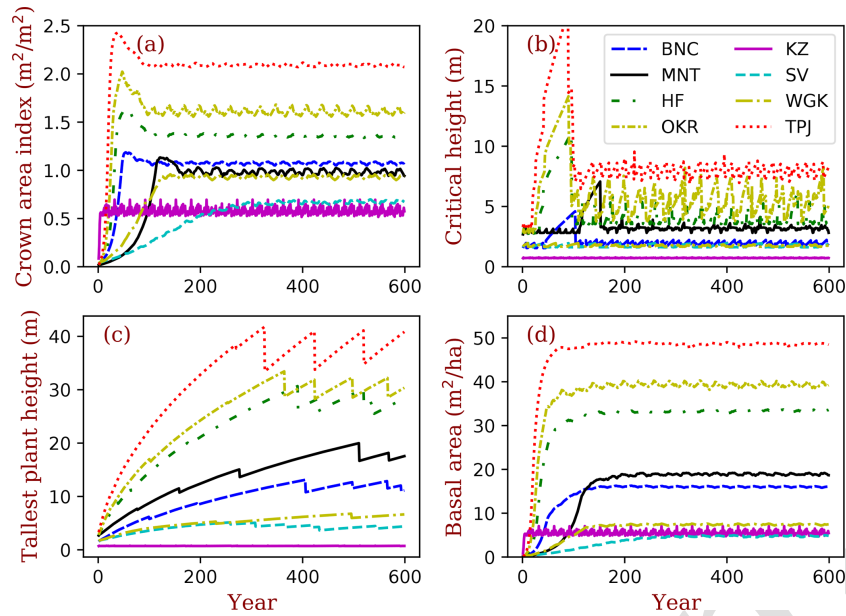 (a)
Crown area index (m²/m²)
2.5
2.0
1.5
1.0
0.5
0.0
0
200
400
600
(b)
Critical height (m)
20
15
10
5
0
0
200
400
600
BNC
MNT
HF
OKR
KZ
SV
WGK
TPJ
(c)
Tallest plant height (m)
40
30
20
10
0
0
200
400
600
Year
(d)
Basal area (m²/ha)
50
40
30
20
10
0
0
200
400
600
Year